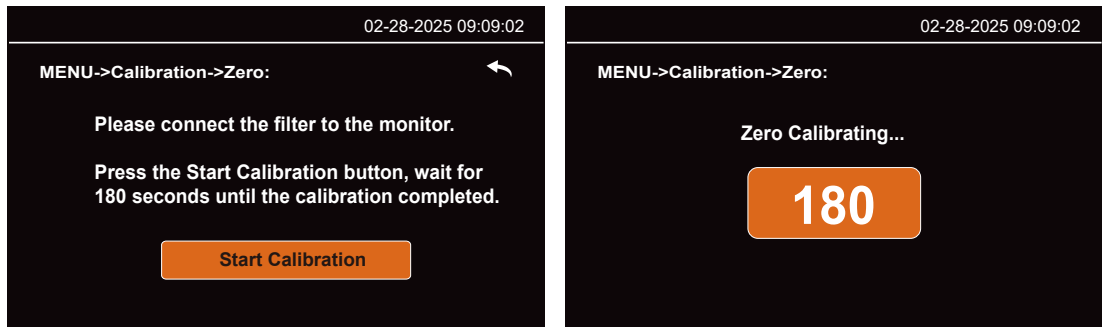 02-28-2025 09:09:02
MENU->Calibration->Zero:
Please connect the filter to the monitor.
Press the Start Calibration button, wait for
180 seconds until the calibration completed.
Start Calibration
02-28-2025 09:09:02
MENU->Calibration->Zero:
Zero Calibrating...
180